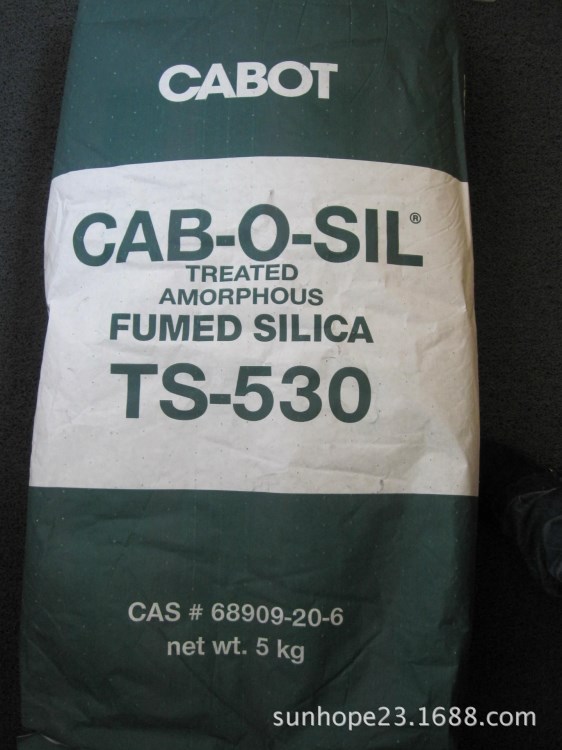 CABOT
CAB-O-SIL®
TREATED
AMORPHOUS
FUMED SILICA
TS-530
CAS # 68909-20-6
net wt. 5 kg
sunhope23.1688.com